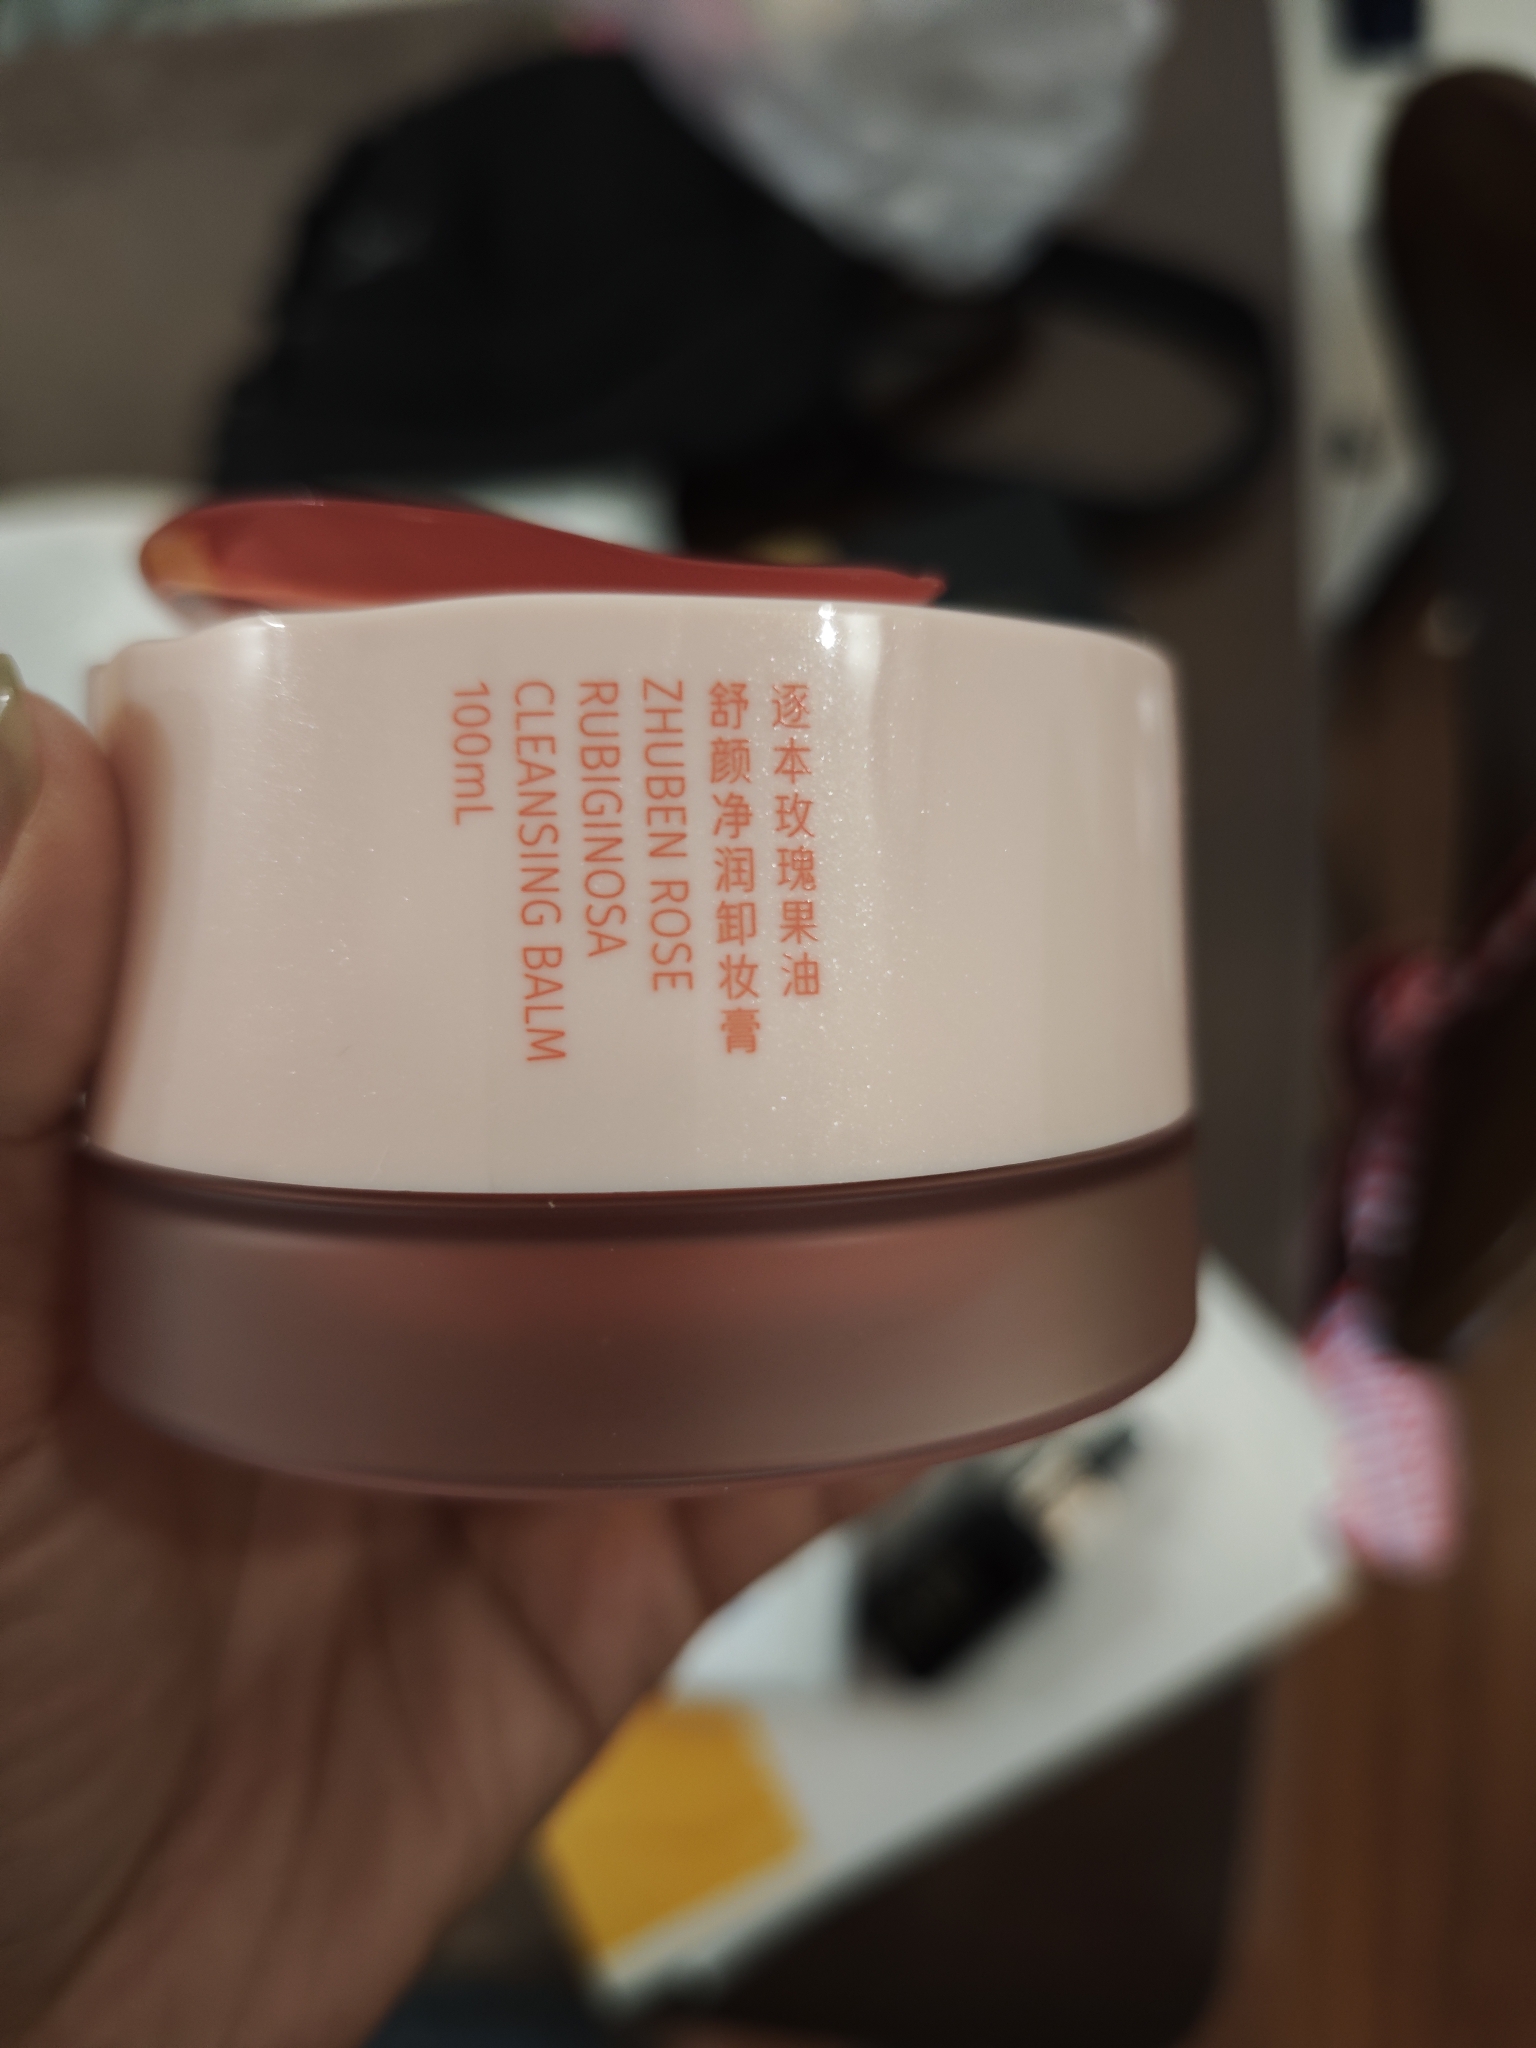 逐本玫瑰果油
舒颜净润卸妆膏
ZHUBEN ROSE
RUBIGINOSA
CLEANSING BALM
100mL